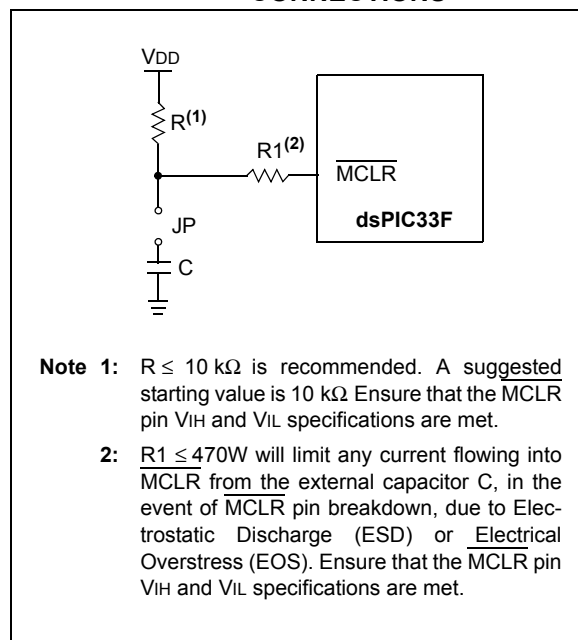 VDD
R(1)
R1(2)
MCLR
dsPIC33F
JP
C
Note 1: R ≤ 10 kΩ is recommended. A suggested
starting value is 10 kΩ Ensure that the MCLR
pin VIH and VIL specifications are met.
2: R1 ≤ 470W will limit any current flowing into
MCLR from the external capacitor C, in the
event of MCLR pin breakdown, due to Elec-
trostatic Discharge (ESD) or Electrical
Overstress (EOS). Ensure that the MCLR pin
VIH and VIL specifications are met.